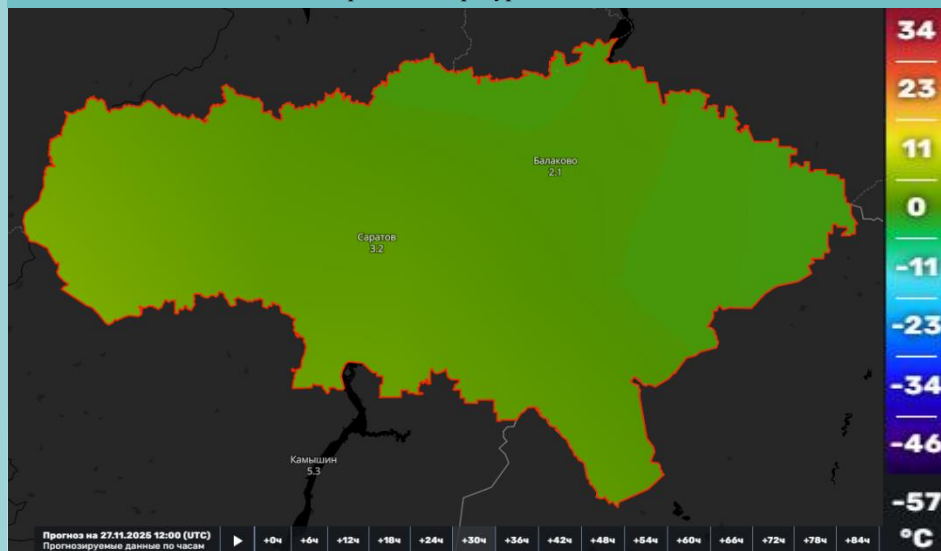 34
23
11
0
-11
-23
-34
-46
-57
°C
Балаково
2.1
Саратов
3.2
Камышин
5.3
Прогноз на 27.11.2025 12:00 (UTC)
Прогнозируемые данные по часам
+0ч +6ч +12ч +18ч +24ч +30ч +36ч +42ч +48ч +54ч +60ч +66ч +72ч +78ч +84ч